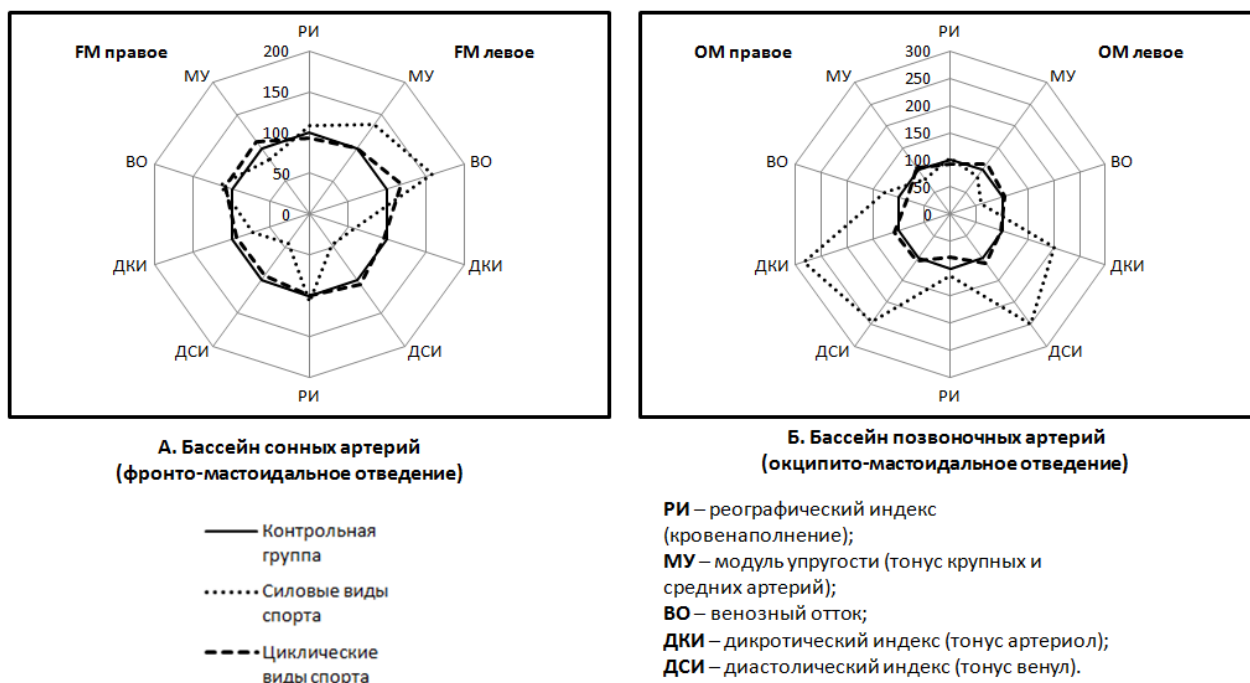 FM правое
FM левое
РИ
МУ
ВО
ДКИ
ДСИ
РИ
ДСИ
ДКИ
ВО
МУ
200
150
100
50
0
А. Бассейн сонных артерий
(фронто-мастоидальное отведение)
Контрольная
группа
Силовые виды
спорта
Циклические
виды спорта
ОМ правое
ОМ левое
РИ
МУ
ВО
ДКИ
ДСИ
РИ
ДСИ
ДКИ
ВО
МУ
300
250
200
150
100
50
0
Б. Бассейн позвоночных артерий
(окципито-мастоидальное отведение)
РИ – реографический индекс
(кровенаполнение);
МУ – модуль упругости (тонус крупных и
средних артерий);
ВО – венозный отток;
ДКИ – дикротический индекс (тонус артериол);
ДСИ – диастолический индекс (тонус венул).